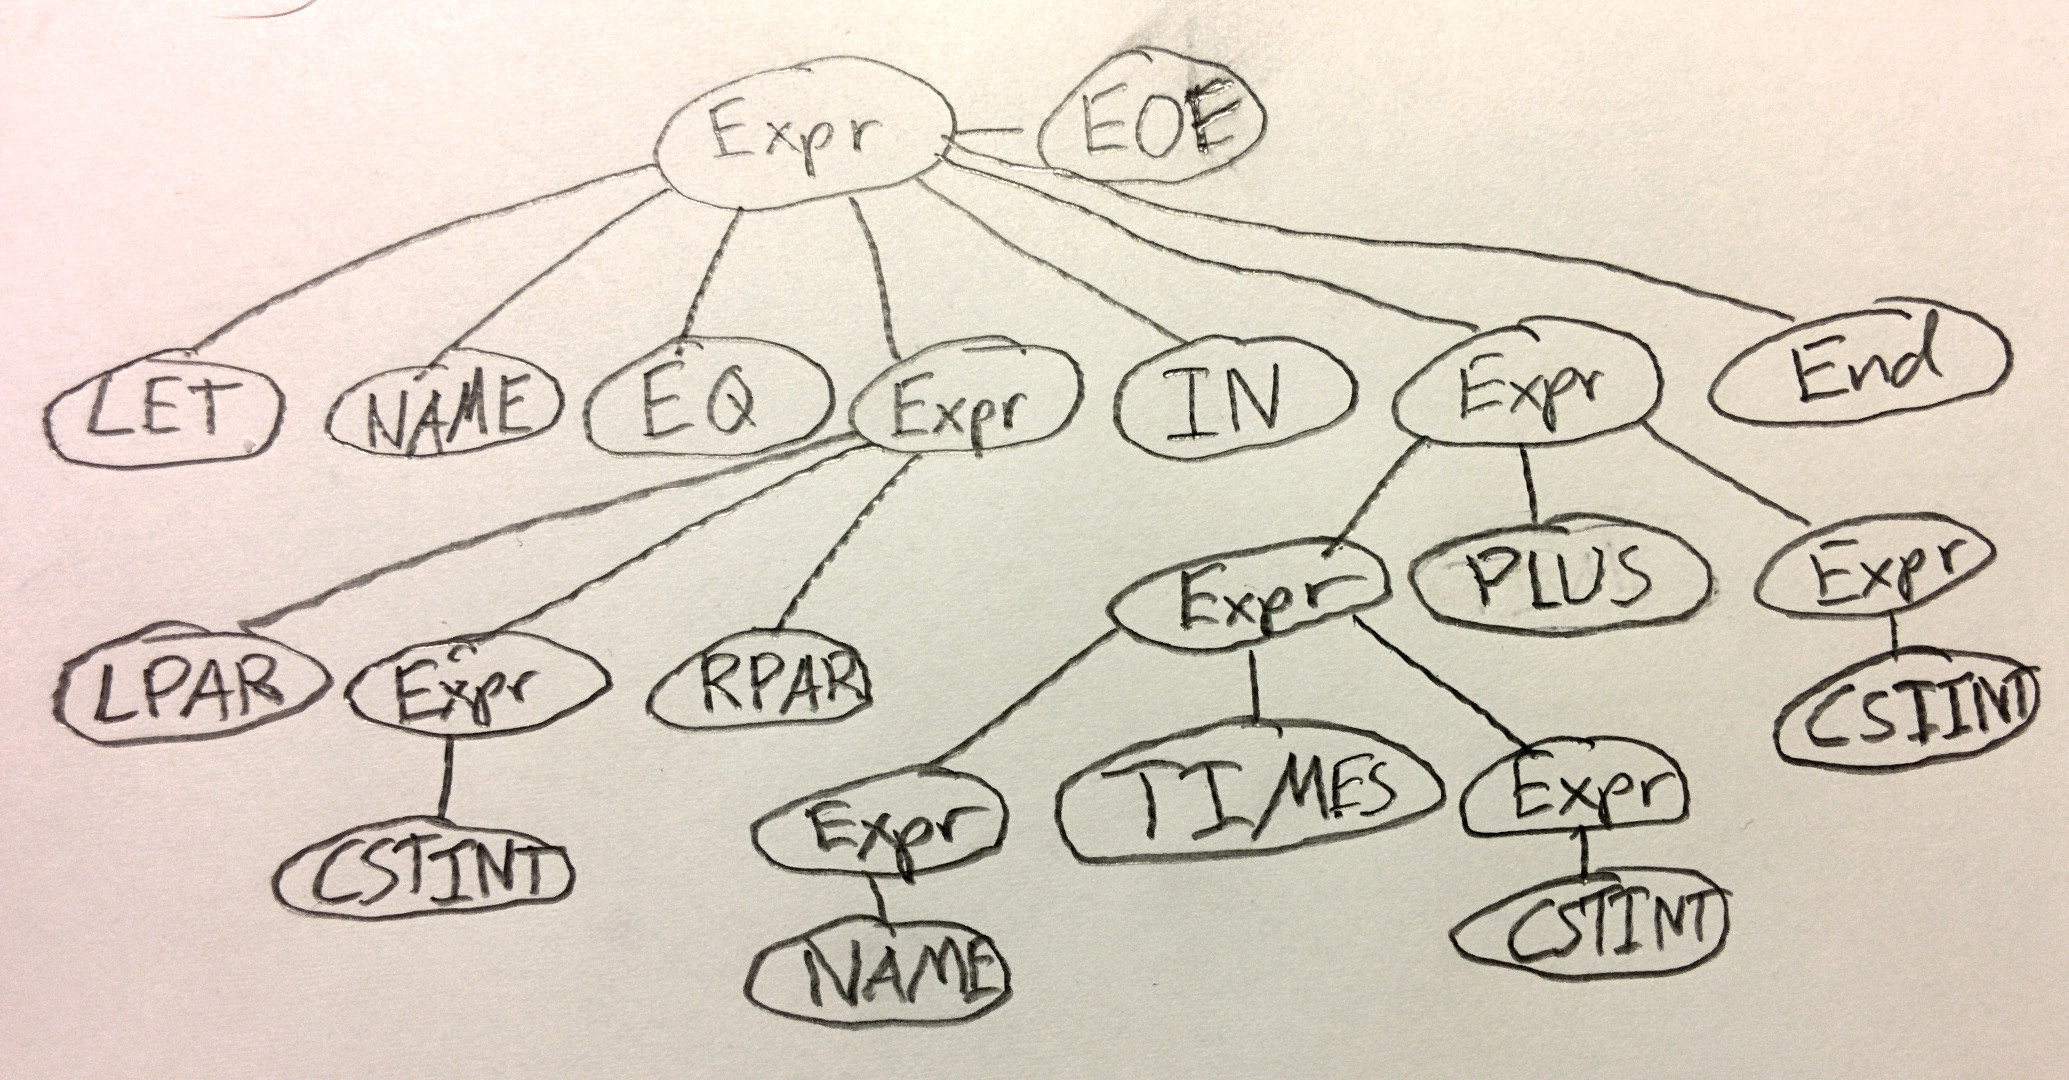 Expr EOE
LET NAME EQ Expr IN Expr End
Expr PLUS Expr
LPAR Expr RPAR CSTINT
Expr TIMES Expr
CSTINT NAME CSTINT